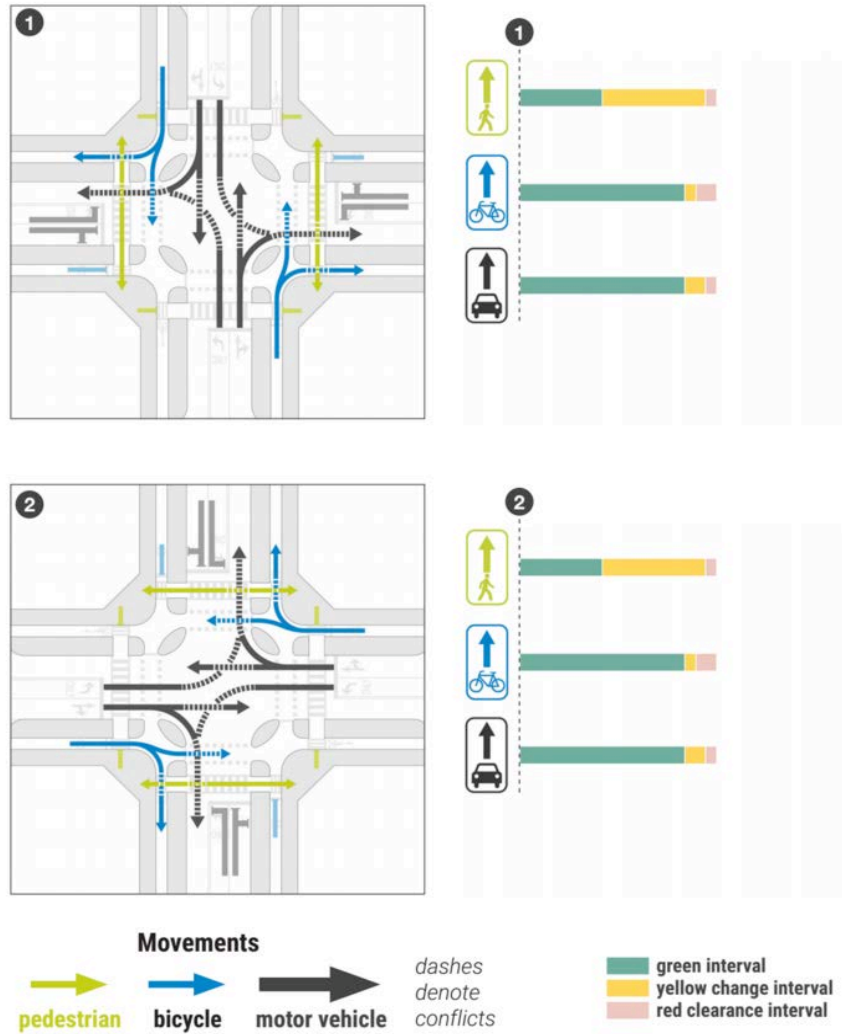 1
1
2
2
Movements
pedestrian
bicycle
motor vehicle
dashes
denote
conflicts
green interval
yellow change interval
red clearance interval